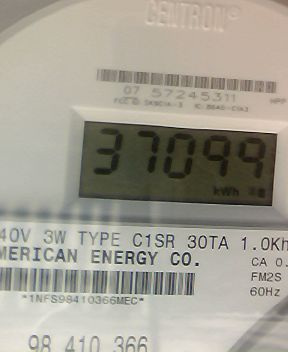 CENTRON®
07 57245311
HPP
37099
kWh
40V 3W TYPE C1SR 30TA 1.0Kh
MERICAN ENERGY CO.
CA 0.
FM2S
60Hz
*1NFS98410366MEC*
98 410 366